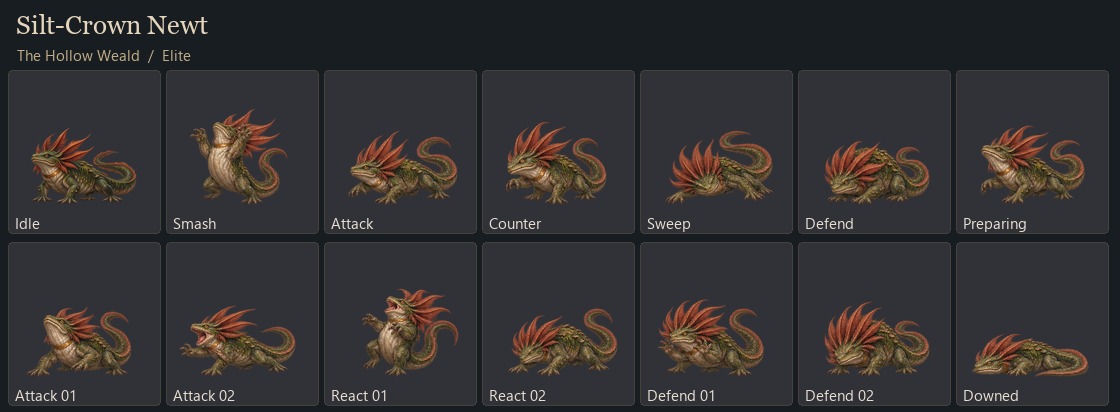 Silt-Crown Newt
The Hollow Weald / Elite
Idle
Smash
Attack
Counter
Sweep
Defend
Preparing
Attack 01
Attack 02
React 01
React 02
Defend 01
Defend 02
Downed